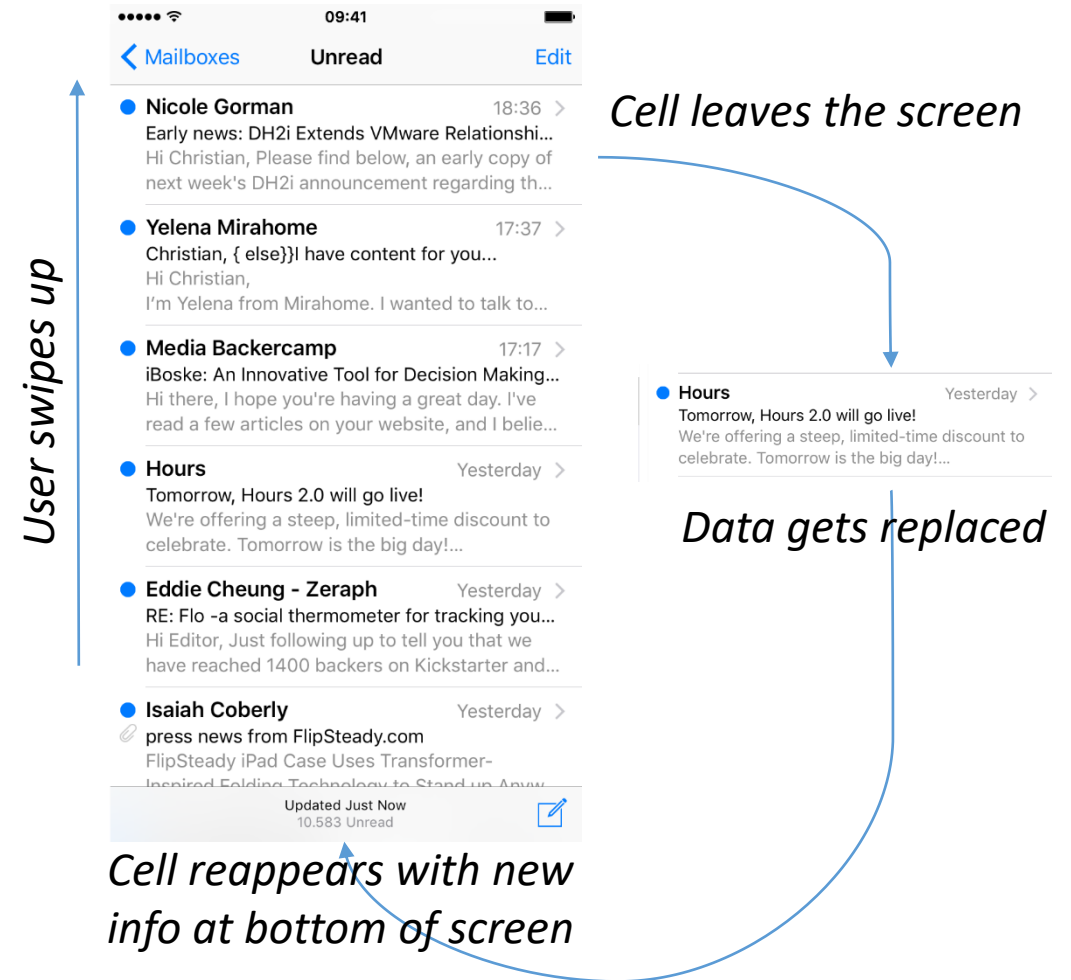 09:41
Mailboxes Unread Edit
Nicole Gorman 18:36
Early news: DH2i Extends VMware Relationshi...
Hi Christian, Please find below, an early copy of
next week's DH2i announcement regarding th...
Yelena Mirahome 17:37
Christian, { else}}I have content for you...
Hi Christian,
I'm Yelena from Mirahome. I wanted to talk to...
Media Backercamp 17:17
iBoske: An Innovative Tool for Decision Making...
Hi there, I hope you're having a great day. I've
read a few articles on your website, and I belie...
Hours Yesterday
Tomorrow, Hours 2.0 will go live!
We're offering a steep, limited-time discount to
celebrate. Tomorrow is the big day!...
Eddie Cheung - Zeraph Yesterday
RE: Flo -a social thermometer for tracking you...
Hi Editor, Just following up to tell you that we
have reached 1400 backers on Kickstarter and...
Isaiah Coberly Yesterday
press news from FlipSteady.com
FlipSteady iPad Case Uses Transformer-
Inspired Folding Technology to Stand up Anyw
Updated Just Now
10.583 Unread
User swipes up
Cell leaves the screen
Hours Yesterday
Tomorrow, Hours 2.0 will go live!
We're offering a steep, limited-time discount to
celebrate. Tomorrow is the big day!...
Data gets replaced
Cell reappears with new
info at bottom of screen